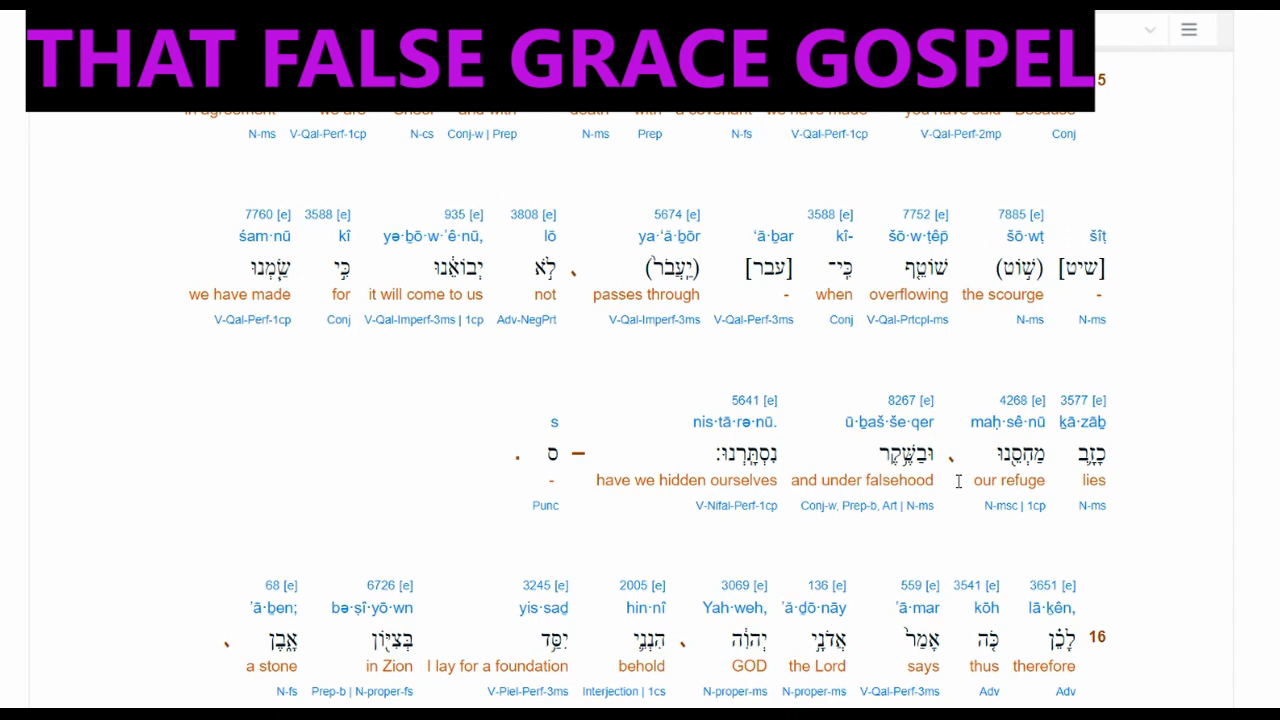 THAT FALSE GRACE GOSPEL
5
N-ms V-Qal-Perf-1cp N-cs Conj-w | Prep N-ms Prep N-fs V-Qal-Perf-1cp V-Qal-Perf-2mp Conj
7760 [e] 3588 [e] 935 [e] 3808 [e] 5674 [e] 3588 [e] 7752 [e] 7885 [e]
śam·nū kî yə·ḇō·w·’ê·nū, lō ya·‘ă·ḇōr ‘ā·ḇar kî- šō·w·ṭêp̄ šō·wṭ šîṭ
[שיט] (שׁ֣וֹט) שׁוֹטֵ֤ף כִּֽי־ [עבר] (יַֽעֲבֹר֙) 、 לֹ֣א יְבוֹאֵ֔נוּ כִּ֣י שַׂ֧מְנוּ
we have made for it will come to us not passes through - when overflowing the scourge -
V-Qal-Perf-1cp Conj V-Qal-Imperf-3ms | 1cp Adv-NegPrt V-Qal-Imperf-3ms V-Qal-Perf-3ms Conj V-Qal-Prtcpl-ms N-ms N-ms
5641 [e] 8267 [e] 4268 [e] 3577 [e]
s nis·tā·rə·nū. ū·ḇaš·še·qer maḥ·sê·nū ḵā·zāḇ
כָזָ֛ב מַחְסֵ֖נוּ 、 וּבַשֶּׁ֥קֶר נִסְתָּֽרְנוּ׃ – ס .
- have we hidden ourselves and under falsehood our refuge lies
Punc V-Nifal-Perf-1cp Conj-w, Prep-b, Art | N-ms N-msc | 1cp N-ms
68 [e] 6726 [e] 3245 [e] 2005 [e] 3069 [e] 136 [e] 559 [e] 3541 [e] 3651 [e]
’ā·ḇen; bə·ṣî·yō·wn yis·saḏ hin·nî Yah·weh, ’ă·ḏō·nāy ’ā·mar kōh lā·ḵên,
16 לָכֵ֗ן כֹּ֤ה אָמַר֙ אֲדֹנָ֣י יְהוִ֔ה 、 הִנְנִ֛י יִסַּ֥ד בְּצִיּ֖וֹן אָ֑בֶן 、
a stone in Zion I lay for a foundation behold GOD the Lord says thus therefore
N-fs Prep-b | N-proper-fs V-Piel-Perf-3ms Interjection | 1cs N-proper-ms N-proper-ms V-Qal-Perf-3ms Adv Adv